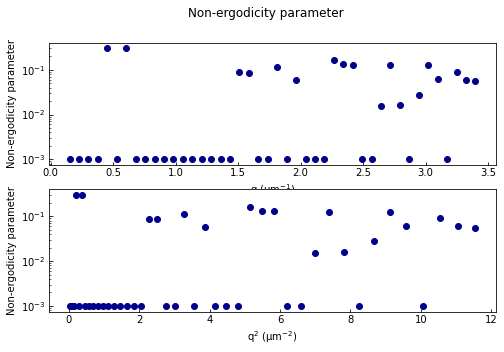 Non-ergodicity parameter
Non-ergodicity parameter
10⁻¹
10⁻²
10⁻³
0.0 0.5 1.0 1.5 2.0 2.5 3.0 3.5
q (μm⁻¹)
Non-ergodicity parameter
10⁻¹
10⁻²
10⁻³
0 2 4 6 8 10 12
q² (μm⁻²)